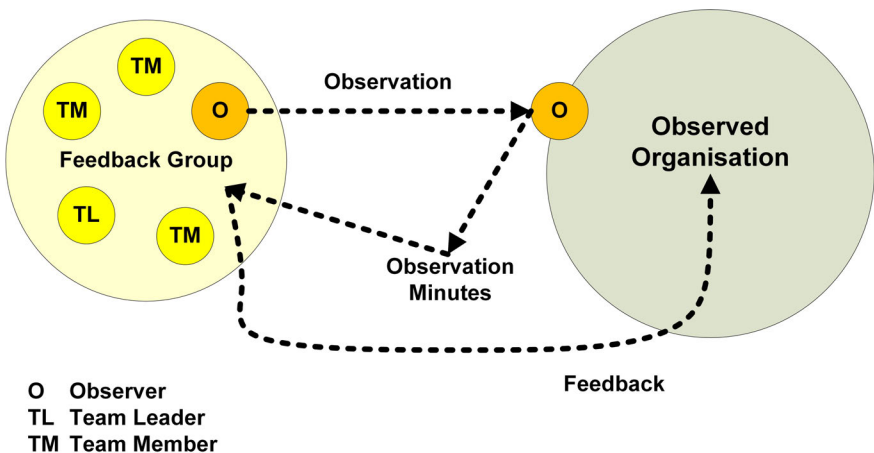 TM
TM
O
Observation
O
Feedback Group
Observed
Organisation
TL
TM
Observation
Minutes
Feedback
O Observer
TL Team Leader
TM Team Member